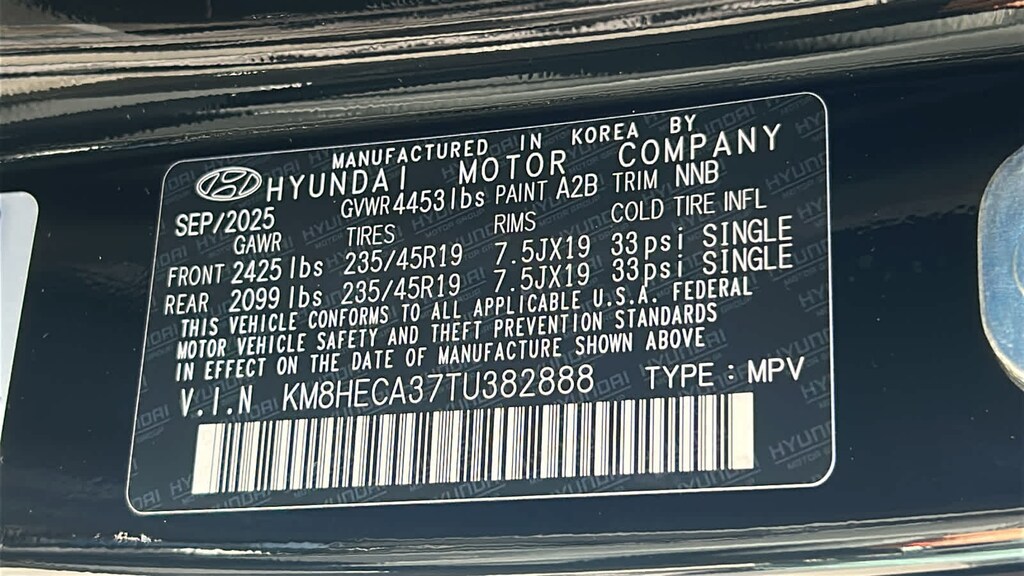 MANUFACTURED IN KOREA BY
HYUNDAI MOTOR COMPANY
SEP/2025 GVWR 4453lbs PAINT A2B TRIM NNB
GAWR TIRES RIMS COLD TIRE INFL
FRONT 2425 lbs 235/45R19 7.5JX19 33psi SINGLE
REAR 2099 lbs 235/45R19 7.5JX19 33psi SINGLE
THIS VEHICLE CONFORMS TO ALL APPLICABLE U.S.A. FEDERAL
MOTOR VEHICLE SAFETY AND THEFT PREVENTION STANDARDS
IN EFFECT ON THE DATE OF MANUFACTURE SHOWN ABOVE
V.I.N KM8HECA37TU382888 TYPE : MPV